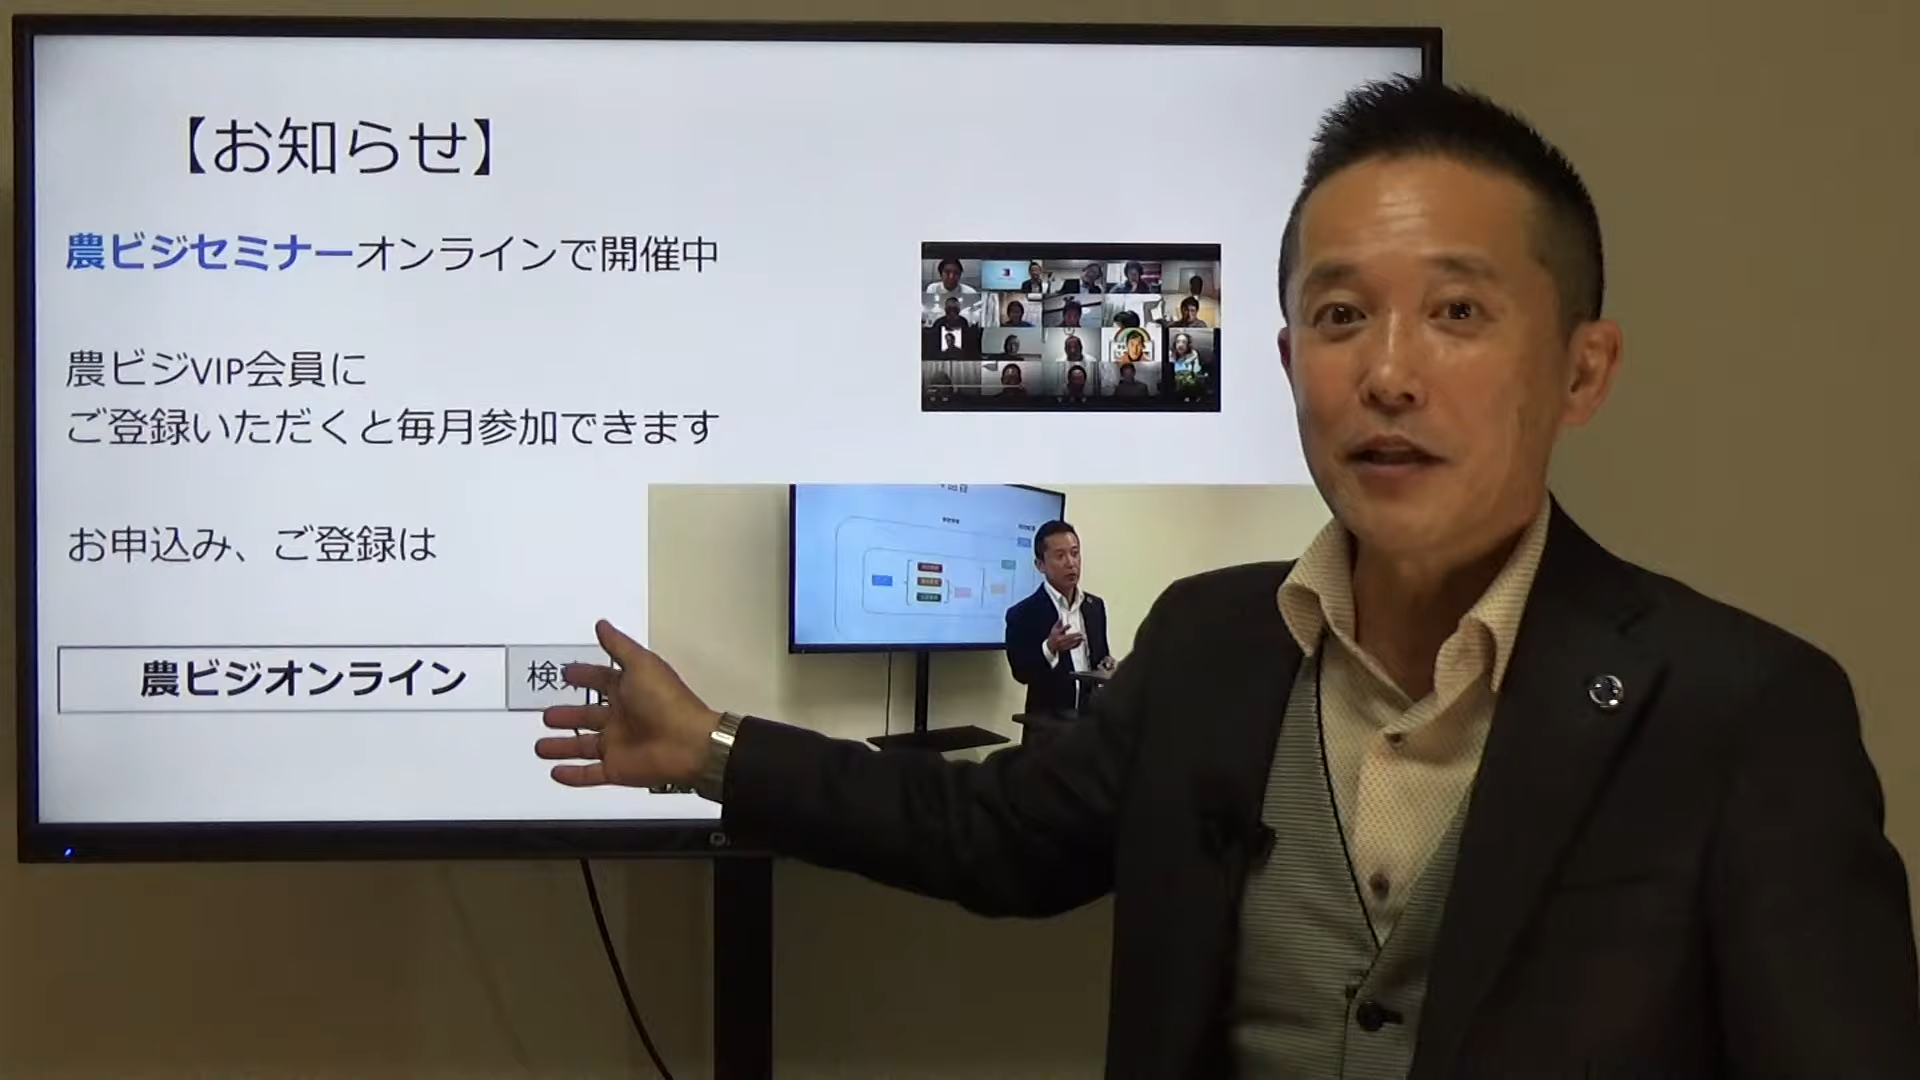 【お知らせ】
農ビジセミナーオンラインで開催中
農ビジVIP会員に
ご登録いただくと毎月参加できます
お申込み、ご登録は
農ビジオンライン 検索